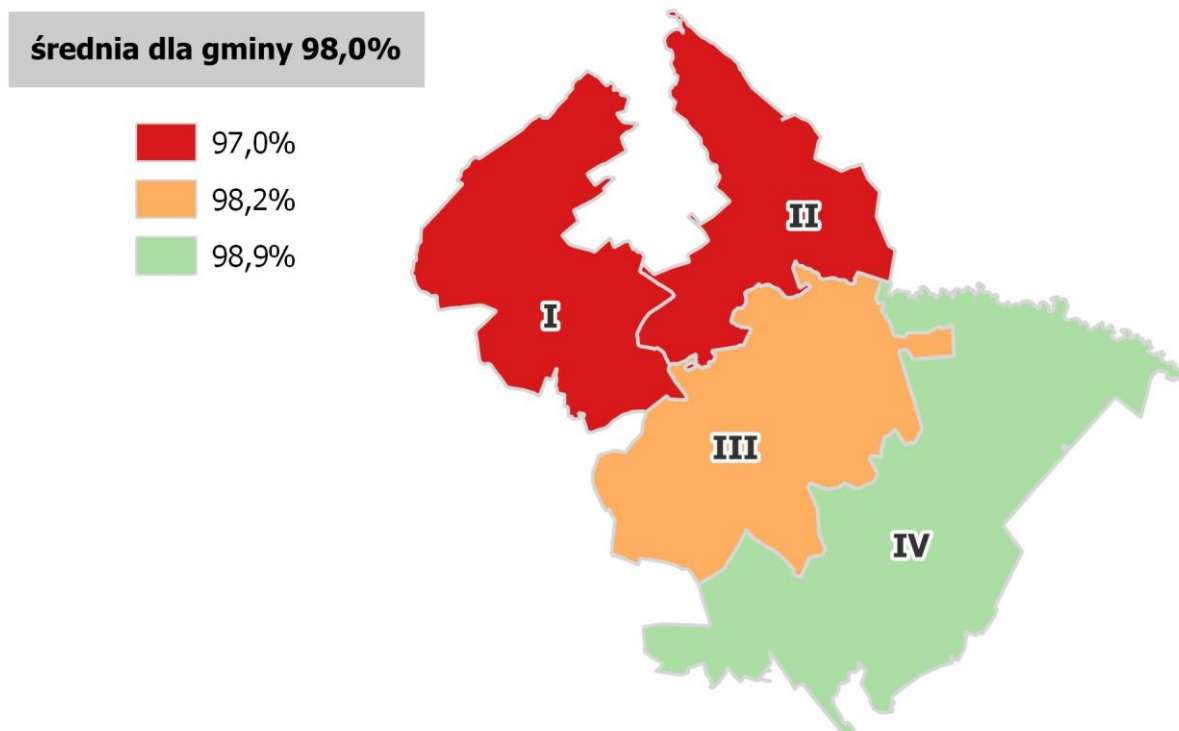 średnia dla gminy 98,0%
97,0%
98,2%
98,9%
II
I
III
IV